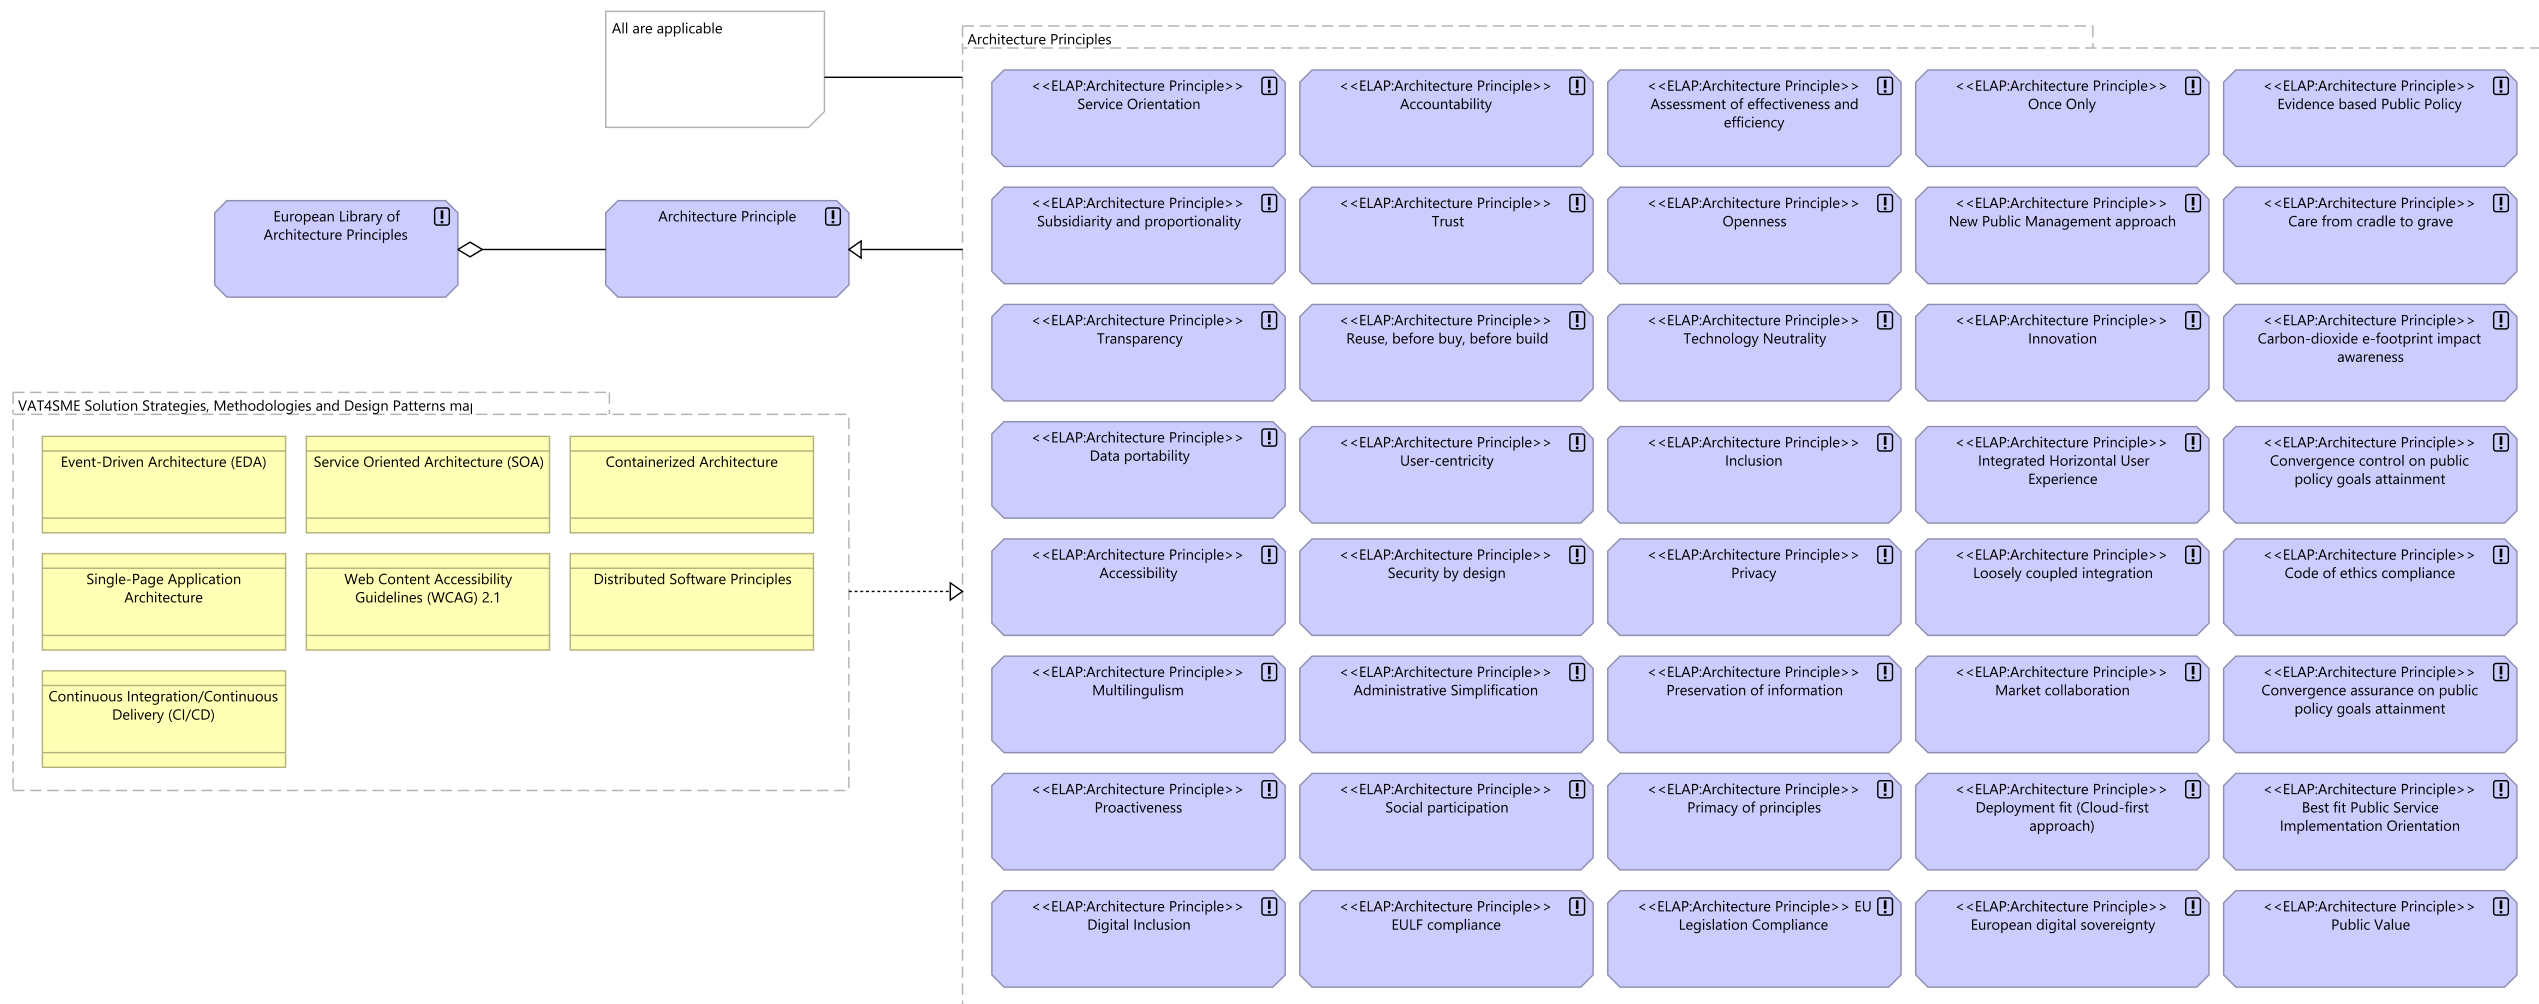 All are applicable
Architecture Principles
<<ELAP:Architecture Principle>>
Service Orientation
<<ELAP:Architecture Principle>>
Accountability
<<ELAP:Architecture Principle>>
Assessment of effectiveness and
efficiency
<<ELAP:Architecture Principle>>
Once Only
<<ELAP:Architecture Principle>>
Evidence based Public Policy
European Library of
Architecture Principles
Architecture Principle
<<ELAP:Architecture Principle>>
Subsidiarity and proportionality
<<ELAP:Architecture Principle>>
Trust
<<ELAP:Architecture Principle>>
Openness
<<ELAP:Architecture Principle>>
New Public Management approach
<<ELAP:Architecture Principle>>
Care from cradle to grave
<<ELAP:Architecture Principle>>
Transparency
<<ELAP:Architecture Principle>>
Reuse, before buy, before build
<<ELAP:Architecture Principle>>
Technology Neutrality
<<ELAP:Architecture Principle>>
Innovation
<<ELAP:Architecture Principle>>
Carbon-dioxide e-footprint impact
awareness
VAT4SME Solution Strategies, Methodologies and Design Patterns
Event-Driven Architecture (EDA)
Service Oriented Architecture (SOA)
Containerized Architecture
Single-Page Application
Architecture
Web Content Accessibility
Guidelines (WCAG) 2.1
Distributed Software Principles
Continuous Integration/Continuous
Delivery (CI/CD)
<<ELAP:Architecture Principle>>
Data portability
<<ELAP:Architecture Principle>>
User-centricity
<<ELAP:Architecture Principle>>
Inclusion
<<ELAP:Architecture Principle>>
Integrated Horizontal User
Experience
<<ELAP:Architecture Principle>>
Convergence control on public
policy goals attainment
<<ELAP:Architecture Principle>>
Accessibility
<<ELAP:Architecture Principle>>
Security by design
<<ELAP:Architecture Principle>>
Privacy
<<ELAP:Architecture Principle>>
Loosely coupled integration
<<ELAP:Architecture Principle>>
Code of ethics compliance
<<ELAP:Architecture Principle>>
Multilingulism
<<ELAP:Architecture Principle>>
Administrative Simplification
<<ELAP:Architecture Principle>>
Preservation of information
<<ELAP:Architecture Principle>>
Market collaboration
<<ELAP:Architecture Principle>>
Convergence assurance on public
policy goals attainment
<<ELAP:Architecture Principle>>
Proactiveness
<<ELAP:Architecture Principle>>
Social participation
<<ELAP:Architecture Principle>>
Primacy of principles
<<ELAP:Architecture Principle>>
Deployment fit (Cloud-first
approach)
<<ELAP:Architecture Principle>>
Best fit Public Service
Implementation Orientation
<<ELAP:Architecture Principle>>
Digital Inclusion
<<ELAP:Architecture Principle>>
EULF compliance
<<ELAP:Architecture Principle>> EU
Legislation Compliance
<<ELAP:Architecture Principle>>
European digital sovereignty
<<ELAP:Architecture Principle>>
Public Value